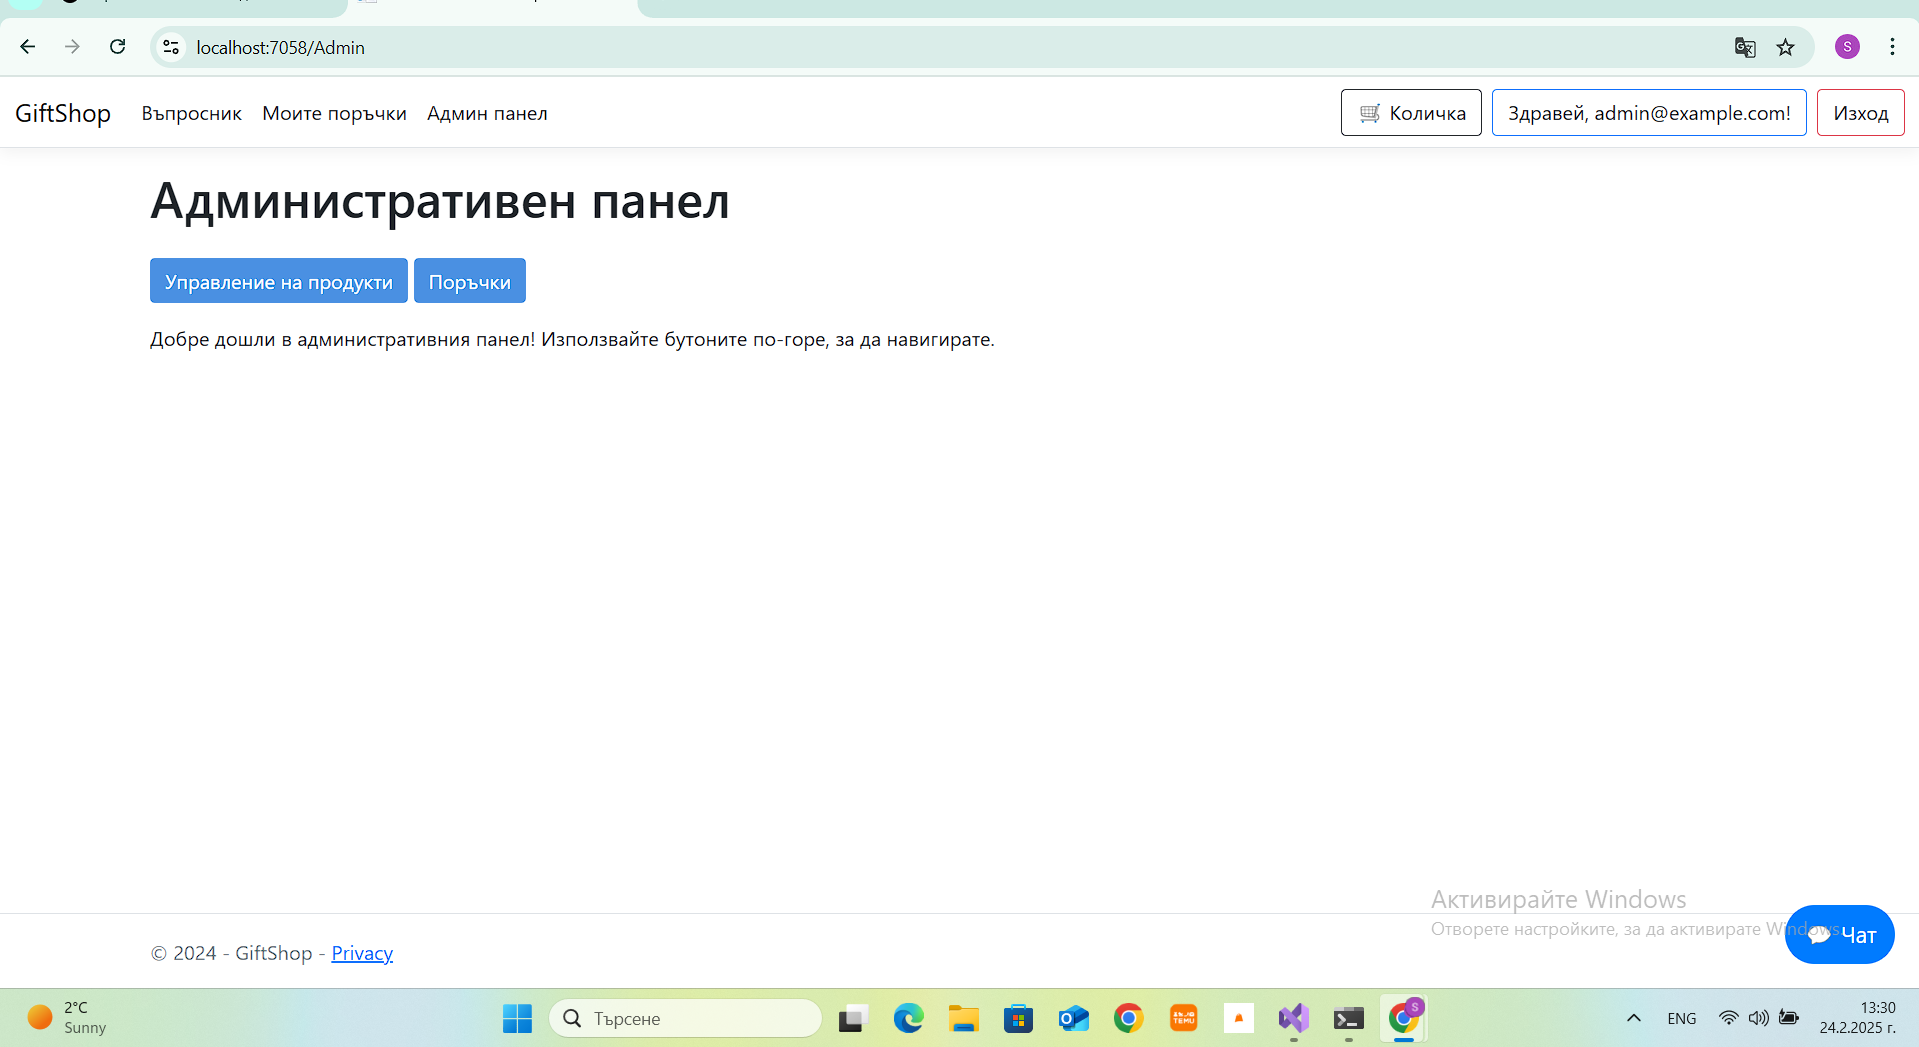 localhost:7058/Admin
GiftShop Въпросник Моите поръчки Админ панел 🛒 Количка Здравей, admin@example.com! Изход
Административен панел
Управление на продукти Поръчки
Добре дошли в административния панел! Използвайте бутоните по-горе, за да навигирате.
Активирайте Windows
Отворете настройките, за да активирате Windows.
💬 Чат
© 2024 - GiftShop - Privacy
2°C
Sunny
Търсене
TEMU
ENG
13:30
24.2.2025 г.
S
S